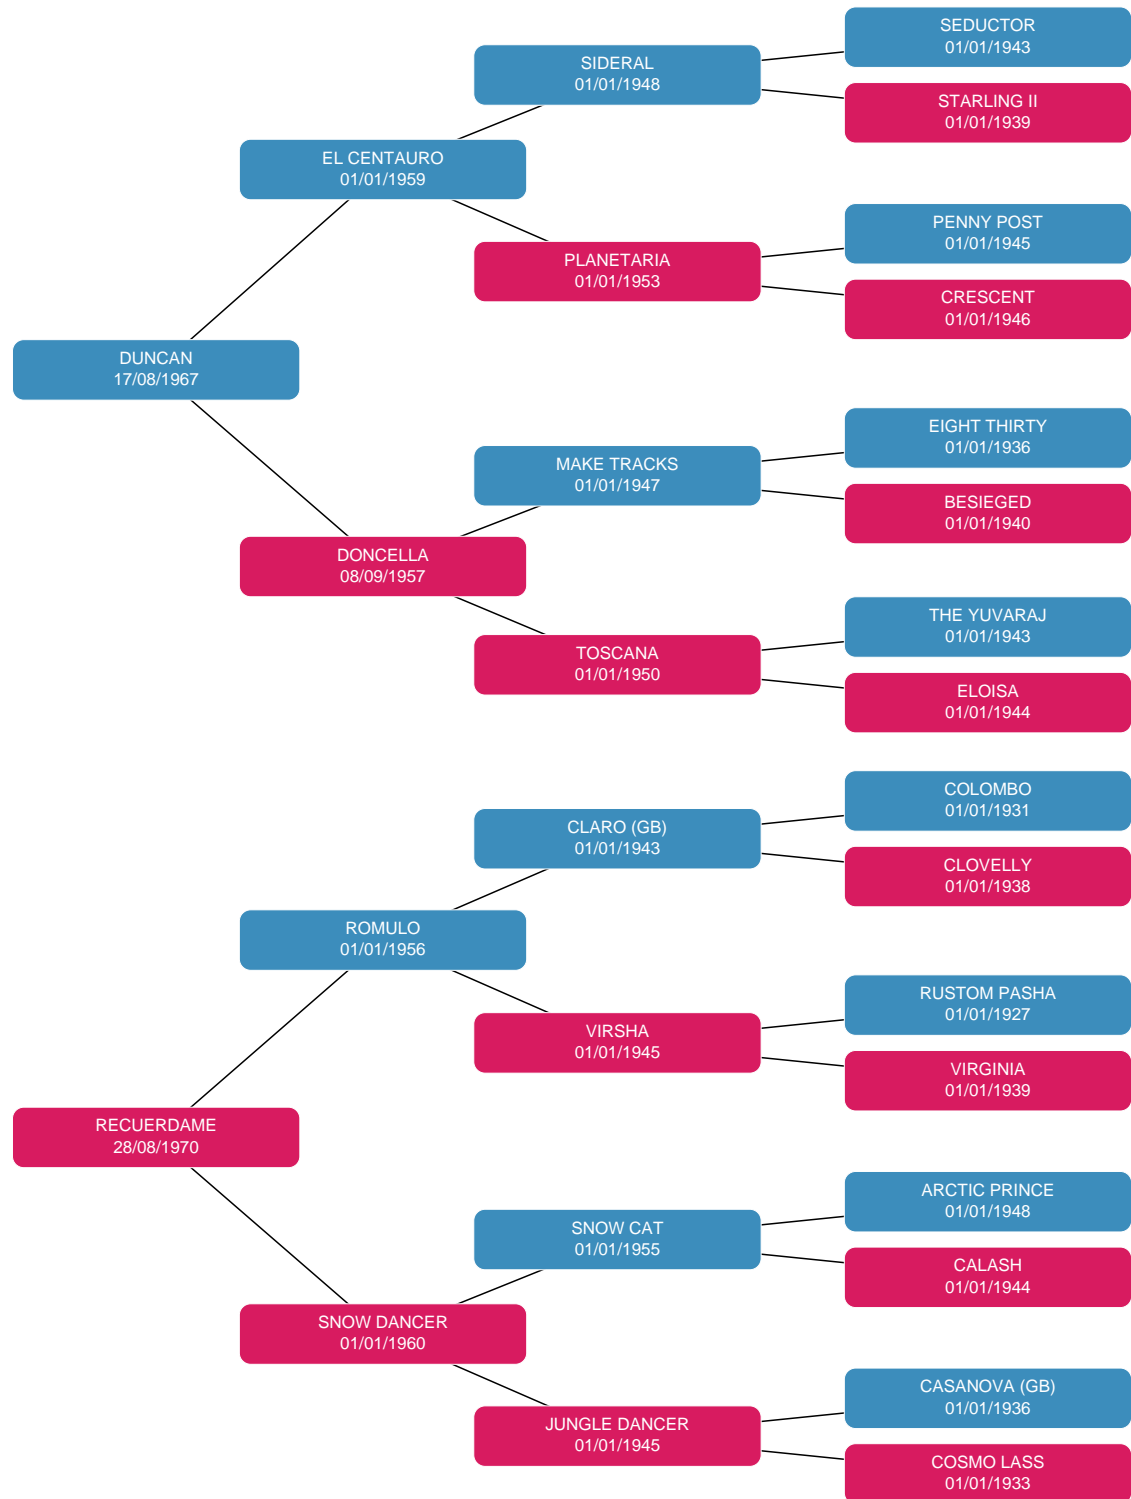 SEDUCTOR
01/01/1943
SIDERAL
01/01/1948
STARLING II
01/01/1939
EL CENTAURO
01/01/1959
PENNY POST
01/01/1945
PLANETARIA
01/01/1953
CRESCENT
01/01/1946
DUNCAN
17/08/1967
EIGHT THIRTY
01/01/1936
MAKE TRACKS
01/01/1947
BESIEGED
01/01/1940
DONCELLA
08/09/1957
THE YUVARAJ
01/01/1943
TOSCANA
01/01/1950
ELOISA
01/01/1944
COLOMBO
01/01/1931
CLARO (GB)
01/01/1943
CLOVELLY
01/01/1938
ROMULO
01/01/1956
RUSTOM PASHA
01/01/1927
VIRSHA
01/01/1945
VIRGINIA
01/01/1939
RECUERDAME
28/08/1970
ARCTIC PRINCE
01/01/1948
SNOW CAT
01/01/1955
CALASH
01/01/1944
SNOW DANCER
01/01/1960
CASANOVA (GB)
01/01/1936
JUNGLE DANCER
01/01/1945
COSMO LASS
01/01/1933